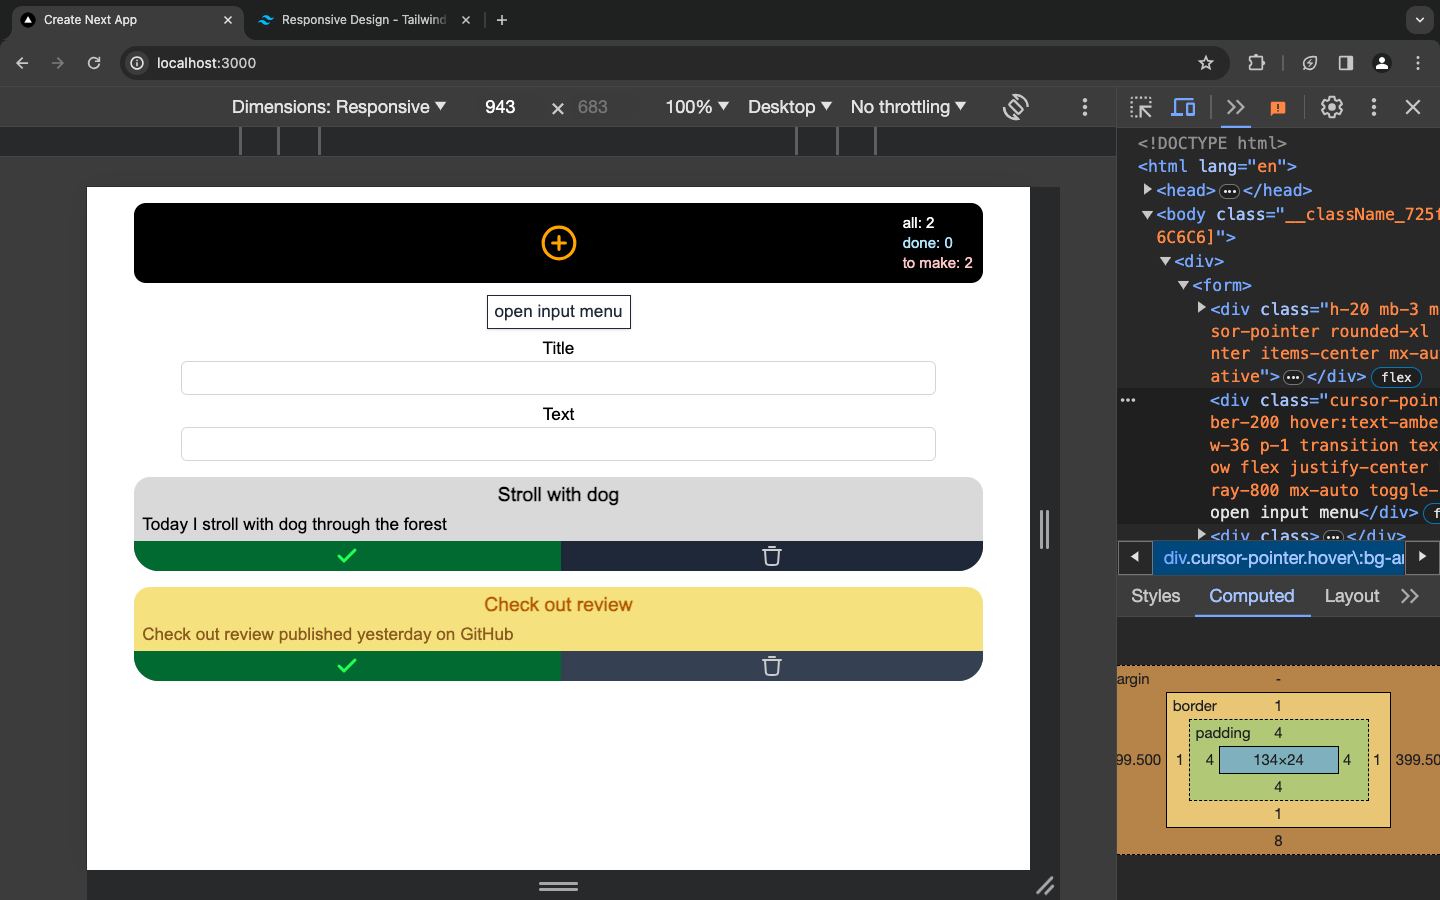 Create Next App
Responsive Design - Tailwind
localhost:3000
Dimensions: Responsive 943 × 683 100% Desktop No throttling
<!DOCTYPE html>
<html lang="en">
<head> ••• </head>
<body class="__className_725f
6C6C6]">
<div>
<form>
<div class="h-20 mb-3 m
sor-pointer rounded-xl
nter items-center mx-au
ative"> ••• </div> flex
<div class="cursor-poin
ber-200 hover:text-ambe
w-36 p-1 transition tex
ow flex justify-center
ray-800 mx-auto toggle-
open input menu</div> f
<div class> ••• </div>
div.cursor-pointer.hover\:bg-a
Styles Computed Layout
argin -
border 1
padding 4
99.500 1 4 134×24 4 1 399.50
4
1
8
all: 2
done: 0
to make: 2
open input menu
Title
Text
Stroll with dog
Today I stroll with dog through the forest
Check out review
Check out review published yesterday on GitHub